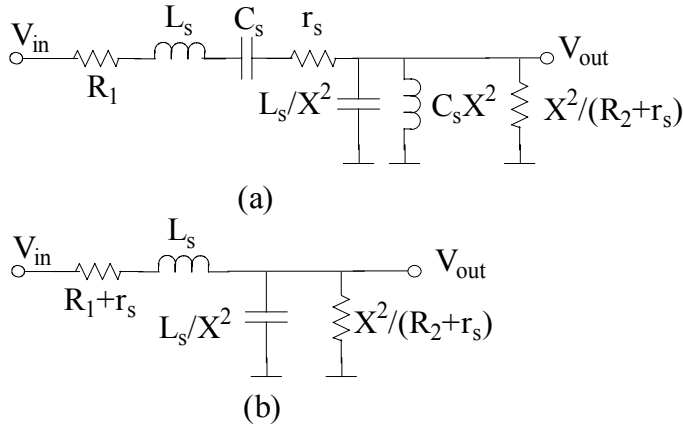 V_in L_s C_s r_s V_out
R_1 L_s/X^2 C_sX^2 X^2/(R_2+r_s)
(a)
V_in L_s V_out
R_1+r_s L_s/X^2 X^2/(R_2+r_s)
(b)